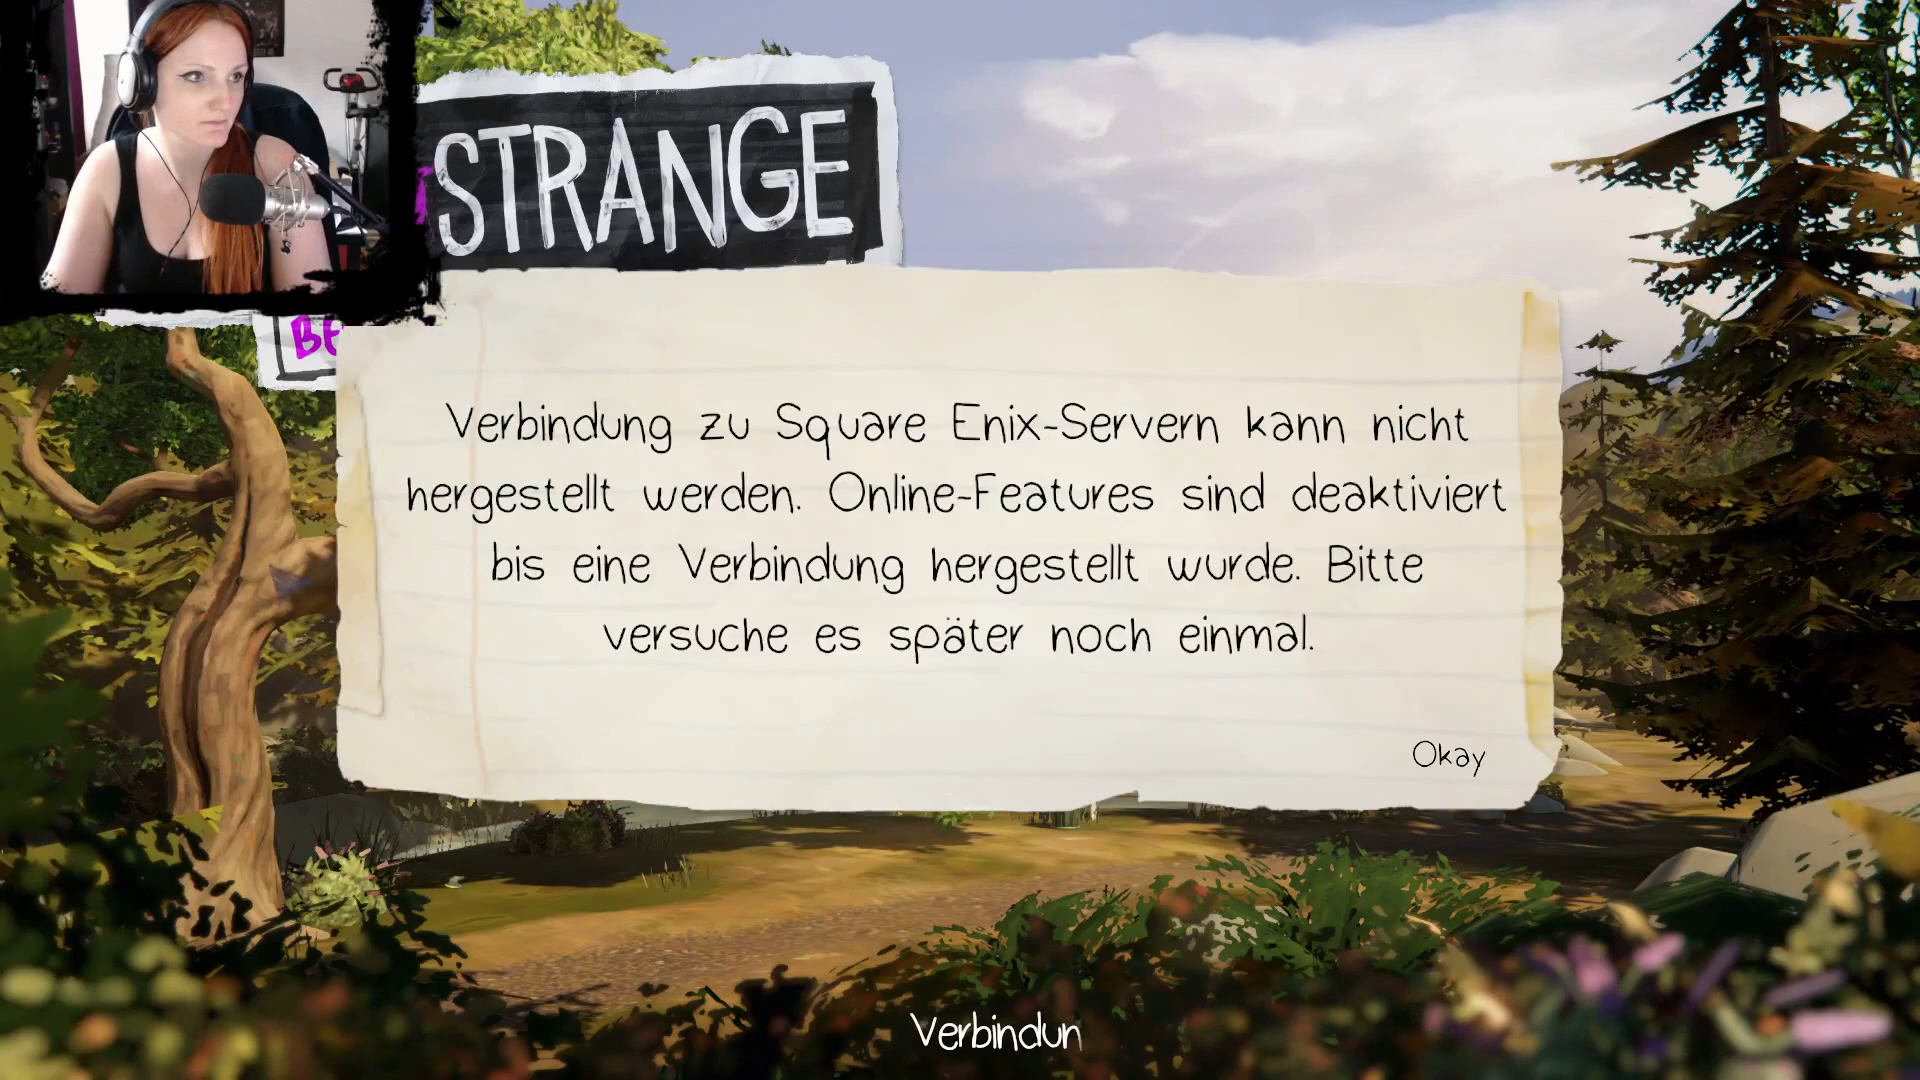 STRANGE
BE
Verbindung zu Square Enix-Servern kann nicht
hergestellt werden. Online-Features sind deaktiviert
bis eine Verbindung hergestellt wurde. Bitte
versuche es später noch einmal.
Okay
Verbindun